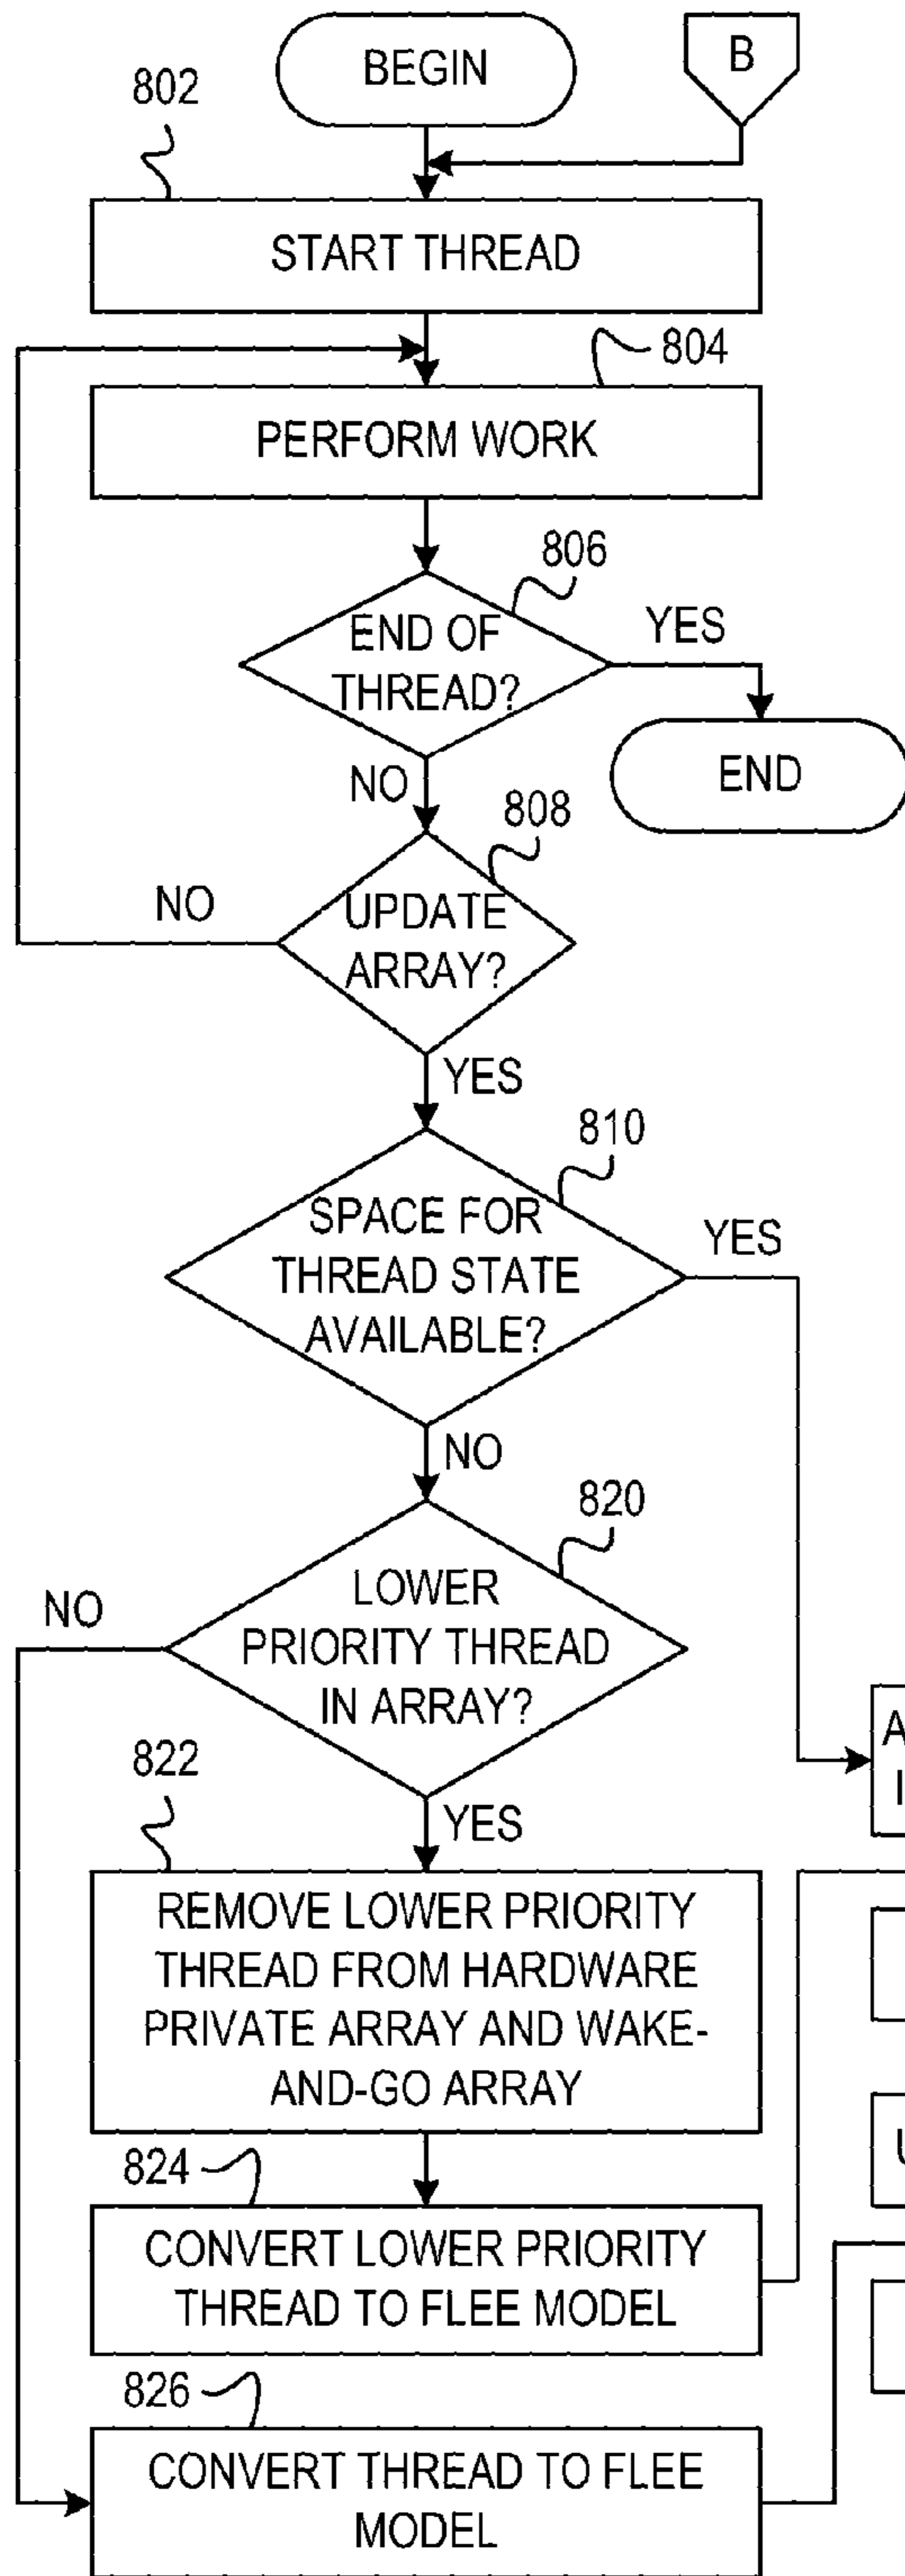 BEGIN
B
802
START THREAD
804
PERFORM WORK
806
END OF
THREAD?
YES
END
NO
808
NO
UPDATE
ARRAY?
YES
810
SPACE FOR
THREAD STATE
AVAILABLE?
YES
NO
820
NO
LOWER
PRIORITY THREAD
IN ARRAY?
822
YES
REMOVE LOWER PRIORITY
THREAD FROM HARDWARE
PRIVATE ARRAY AND WAKE-
AND-GO ARRAY
824
CONVERT LOWER PRIORITY
THREAD TO FLEE MODEL
826
CONVERT THREAD TO FLEE
MODEL